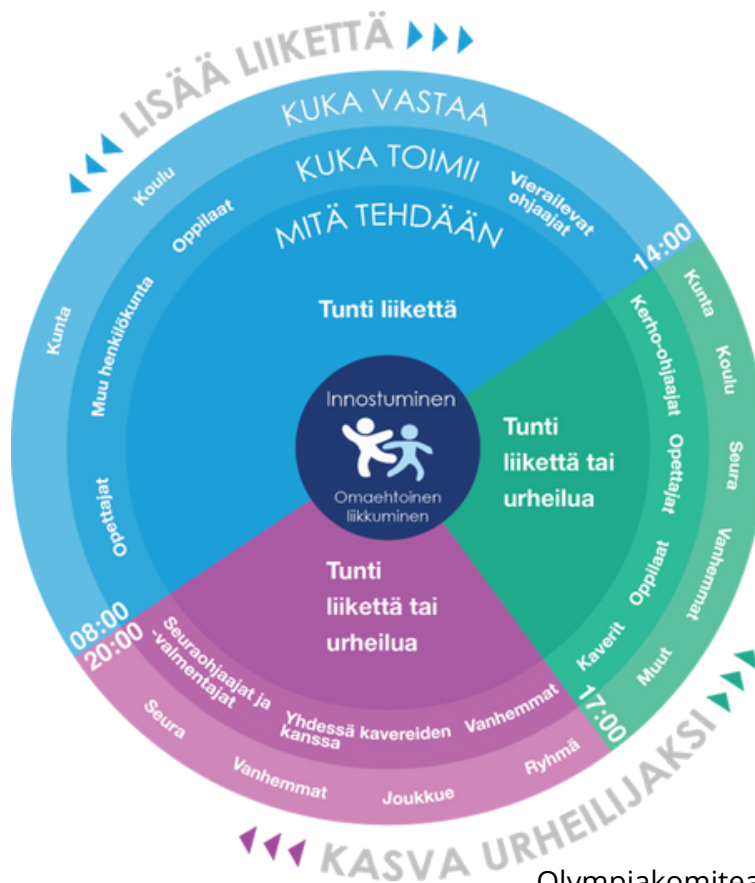 LISÄÄ LIIKETTÄ
KUKA VASTAA
Koulu
Kunta
KUKA TOIMII
Vierailevat
ohjaajat
Oppilaat
Muu henkilökunta
Opettajat
MITÄ TEHDÄÄN
Tunti liikettä
14:00
Kunta
Koulu
Seura
Vanhemmat
Muut
Kerho-ohjaajat
Opettajat
Oppilaat
Kaverit
Tunti
liikettä tai
urheilua
Innostuminen
Omaehtoinen
liikkuminen
17:00
Tunti
liikettä tai
urheilua
08:00
20:00
Seuraohjaajat ja
-valmentajat
Yhdessä kavereiden
kanssa
Vanhemmat
Seura
Vanhemmat
Joukkue
Ryhmä
KASVA URHEILIJAKSI
Olympiakomitea